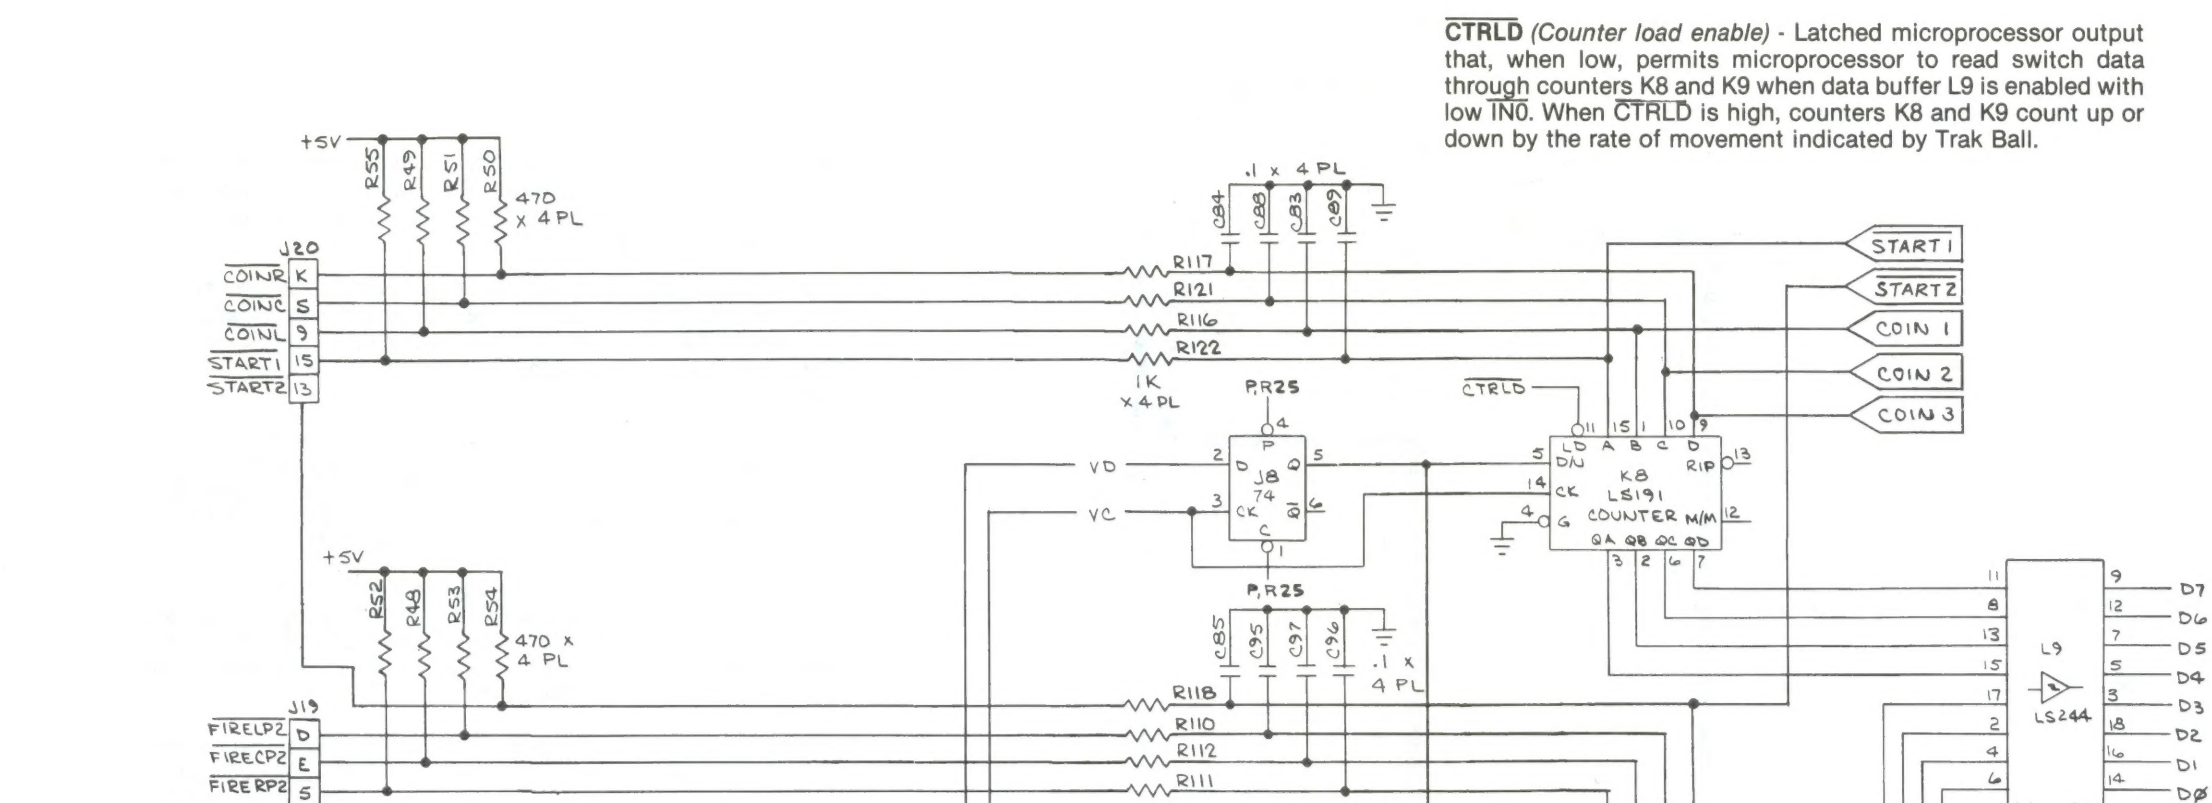 CTRLD (Counter load enable) - Latched microprocessor output
that, when low, permits microprocessor to read switch data
through counters K8 and K9 when data buffer L9 is enabled with
low IN0. When CTRLD is high, counters K8 and K9 count up or
down by the rate of movement indicated by Trak Ball.
+5V
R55
R49
R51
R50
470
x 4 PL
.1 x 4 PL
C84
C88
C83
C89
J20
COINR K
COINC S
COINL 9
START1 15
START2 13
R117
R121
R116
R122
1K
x 4 PL
START1
START2
COIN 1
COIN 2
COIN 3
P,R25
4
P
VD
2
D
Q
5
J8
74
VC
3
CK
Q
6
C
1
P,R25
CTRLD
11
15
1
10
9
LD A B C D
5
D/U
RIP
13
K8
14
CK
LS191
4
G
COUNTER
M/M
12
QA QB QC QD
3
2
6
7
+5V
R52
R48
R53
R54
470 x
4 PL
C85
C95
C97
C96
.1 x
4 PL
J19
FIRELP2 D
FIRECP2 E
FIRERP2 5
R118
R110
R112
R111
L9
LS244
11
9
D7
8
12
D6
13
7
D5
15
5
D4
17
3
D3
2
18
D2
4
16
D1
6
14
D0